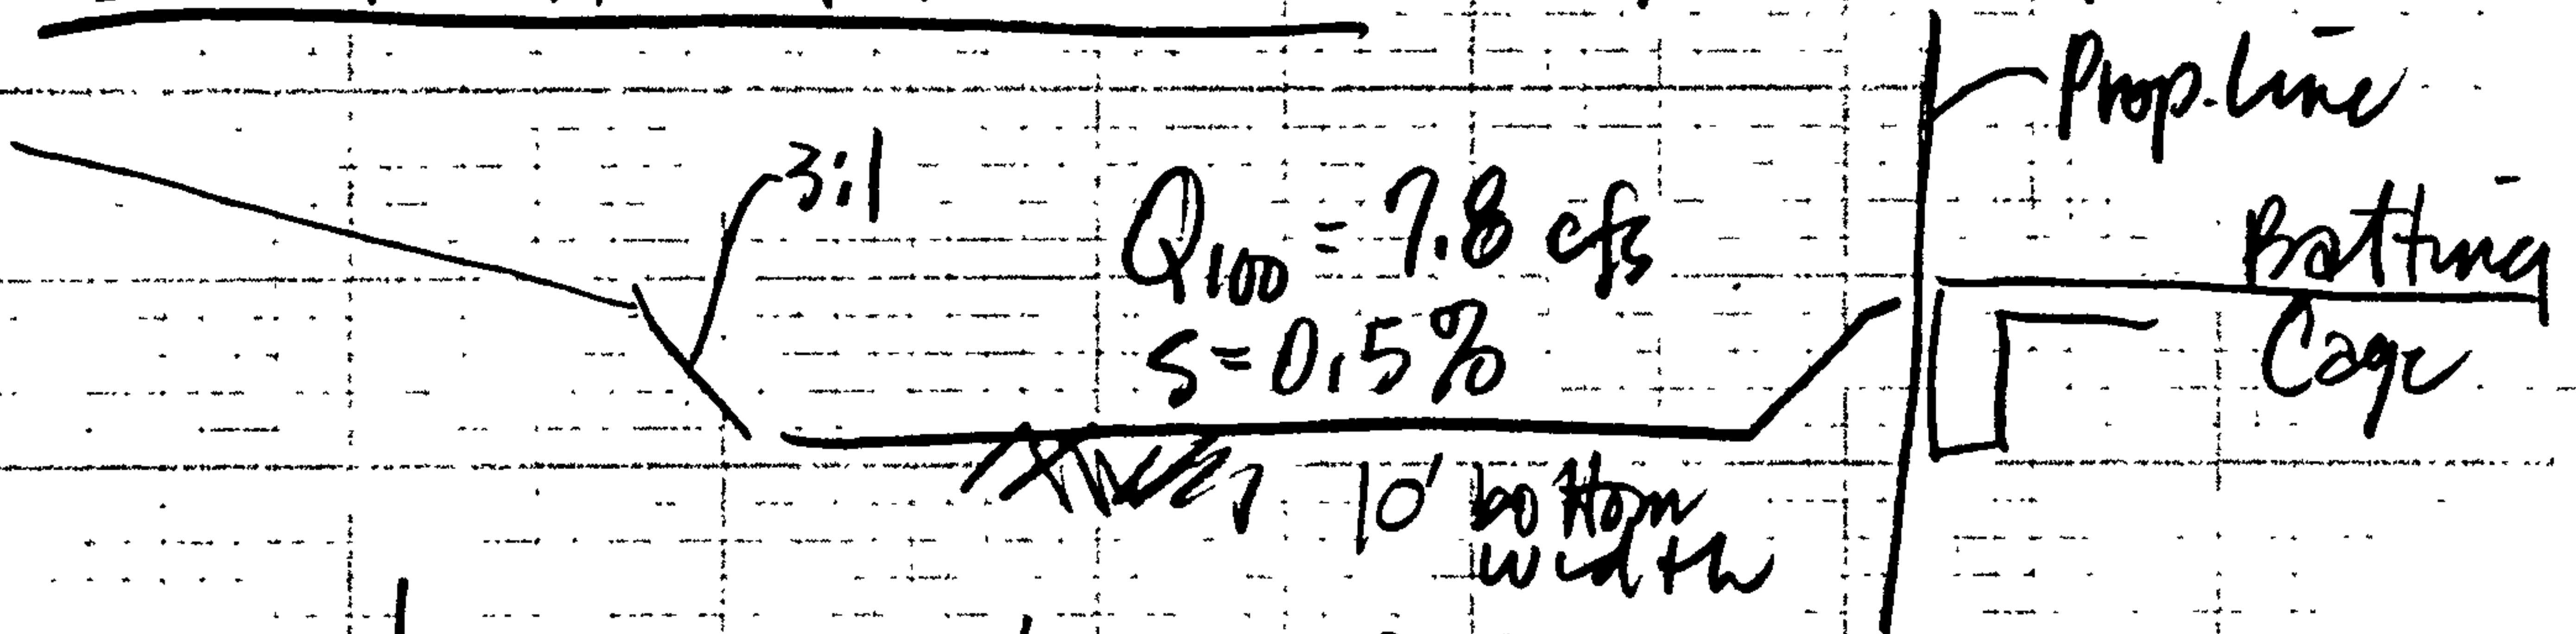 Prop. line
3:1
Q100 = 7.8 cfs
S = 0.5%
Batting
Cage
10' bottom
width